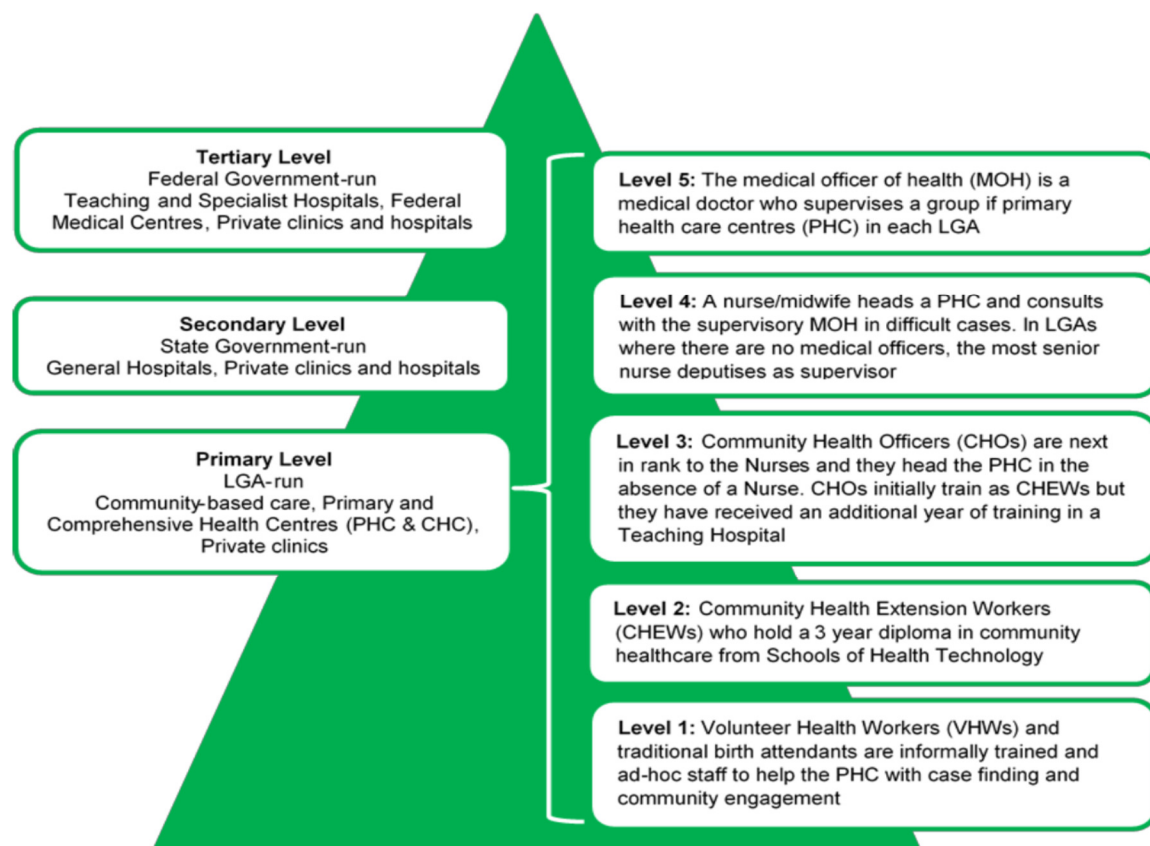 Tertiary Level
Federal Government-run
Teaching and Specialist Hospitals, Federal
Medical Centres, Private clinics and hospitals
Secondary Level
State Government-run
General Hospitals, Private clinics and hospitals
Primary Level
LGA-run
Community-based care, Primary and
Comprehensive Health Centres (PHC & CHC),
Private clinics
Level 5: The medical officer of health (MOH) is a
medical doctor who supervises a group if primary
health care centres (PHC) in each LGA
Level 4: A nurse/midwife heads a PHC and consults
with the supervisory MOH in difficult cases. In LGAs
where there are no medical officers, the most senior
nurse deputises as supervisor
Level 3: Community Health Officers (CHOs) are next
in rank to the Nurses and they head the PHC in the
absence of a Nurse. CHOs initially train as CHEWs but
they have received an additional year of training in a
Teaching Hospital
Level 2: Community Health Extension Workers
(CHEWs) who hold a 3 year diploma in community
healthcare from Schools of Health Technology
Level 1: Volunteer Health Workers (VHWs) and
traditional birth attendants are informally trained and
ad-hoc staff to help the PHC with case finding and
community engagement